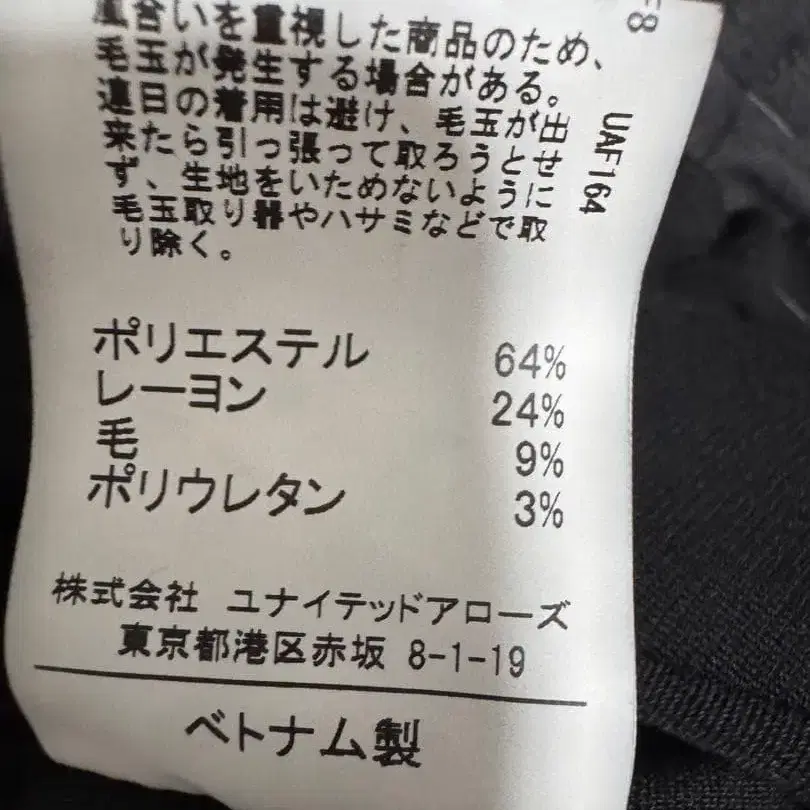 風合いを重視した商品のため、
毛玉が発生する場合がある。
連日の着用は避け、毛玉が出
来たら引っ張って取ろうとせ
ず、生地をいためないように
毛玉取り器やハサミなどで取
り除く。
F8
UAF164
ポリエステル 64%
レーヨン 24%
毛 9%
ポリウレタン 3%
株式会社 ユナイテッドアローズ
東京都港区赤坂 8-1-19
ベトナム製